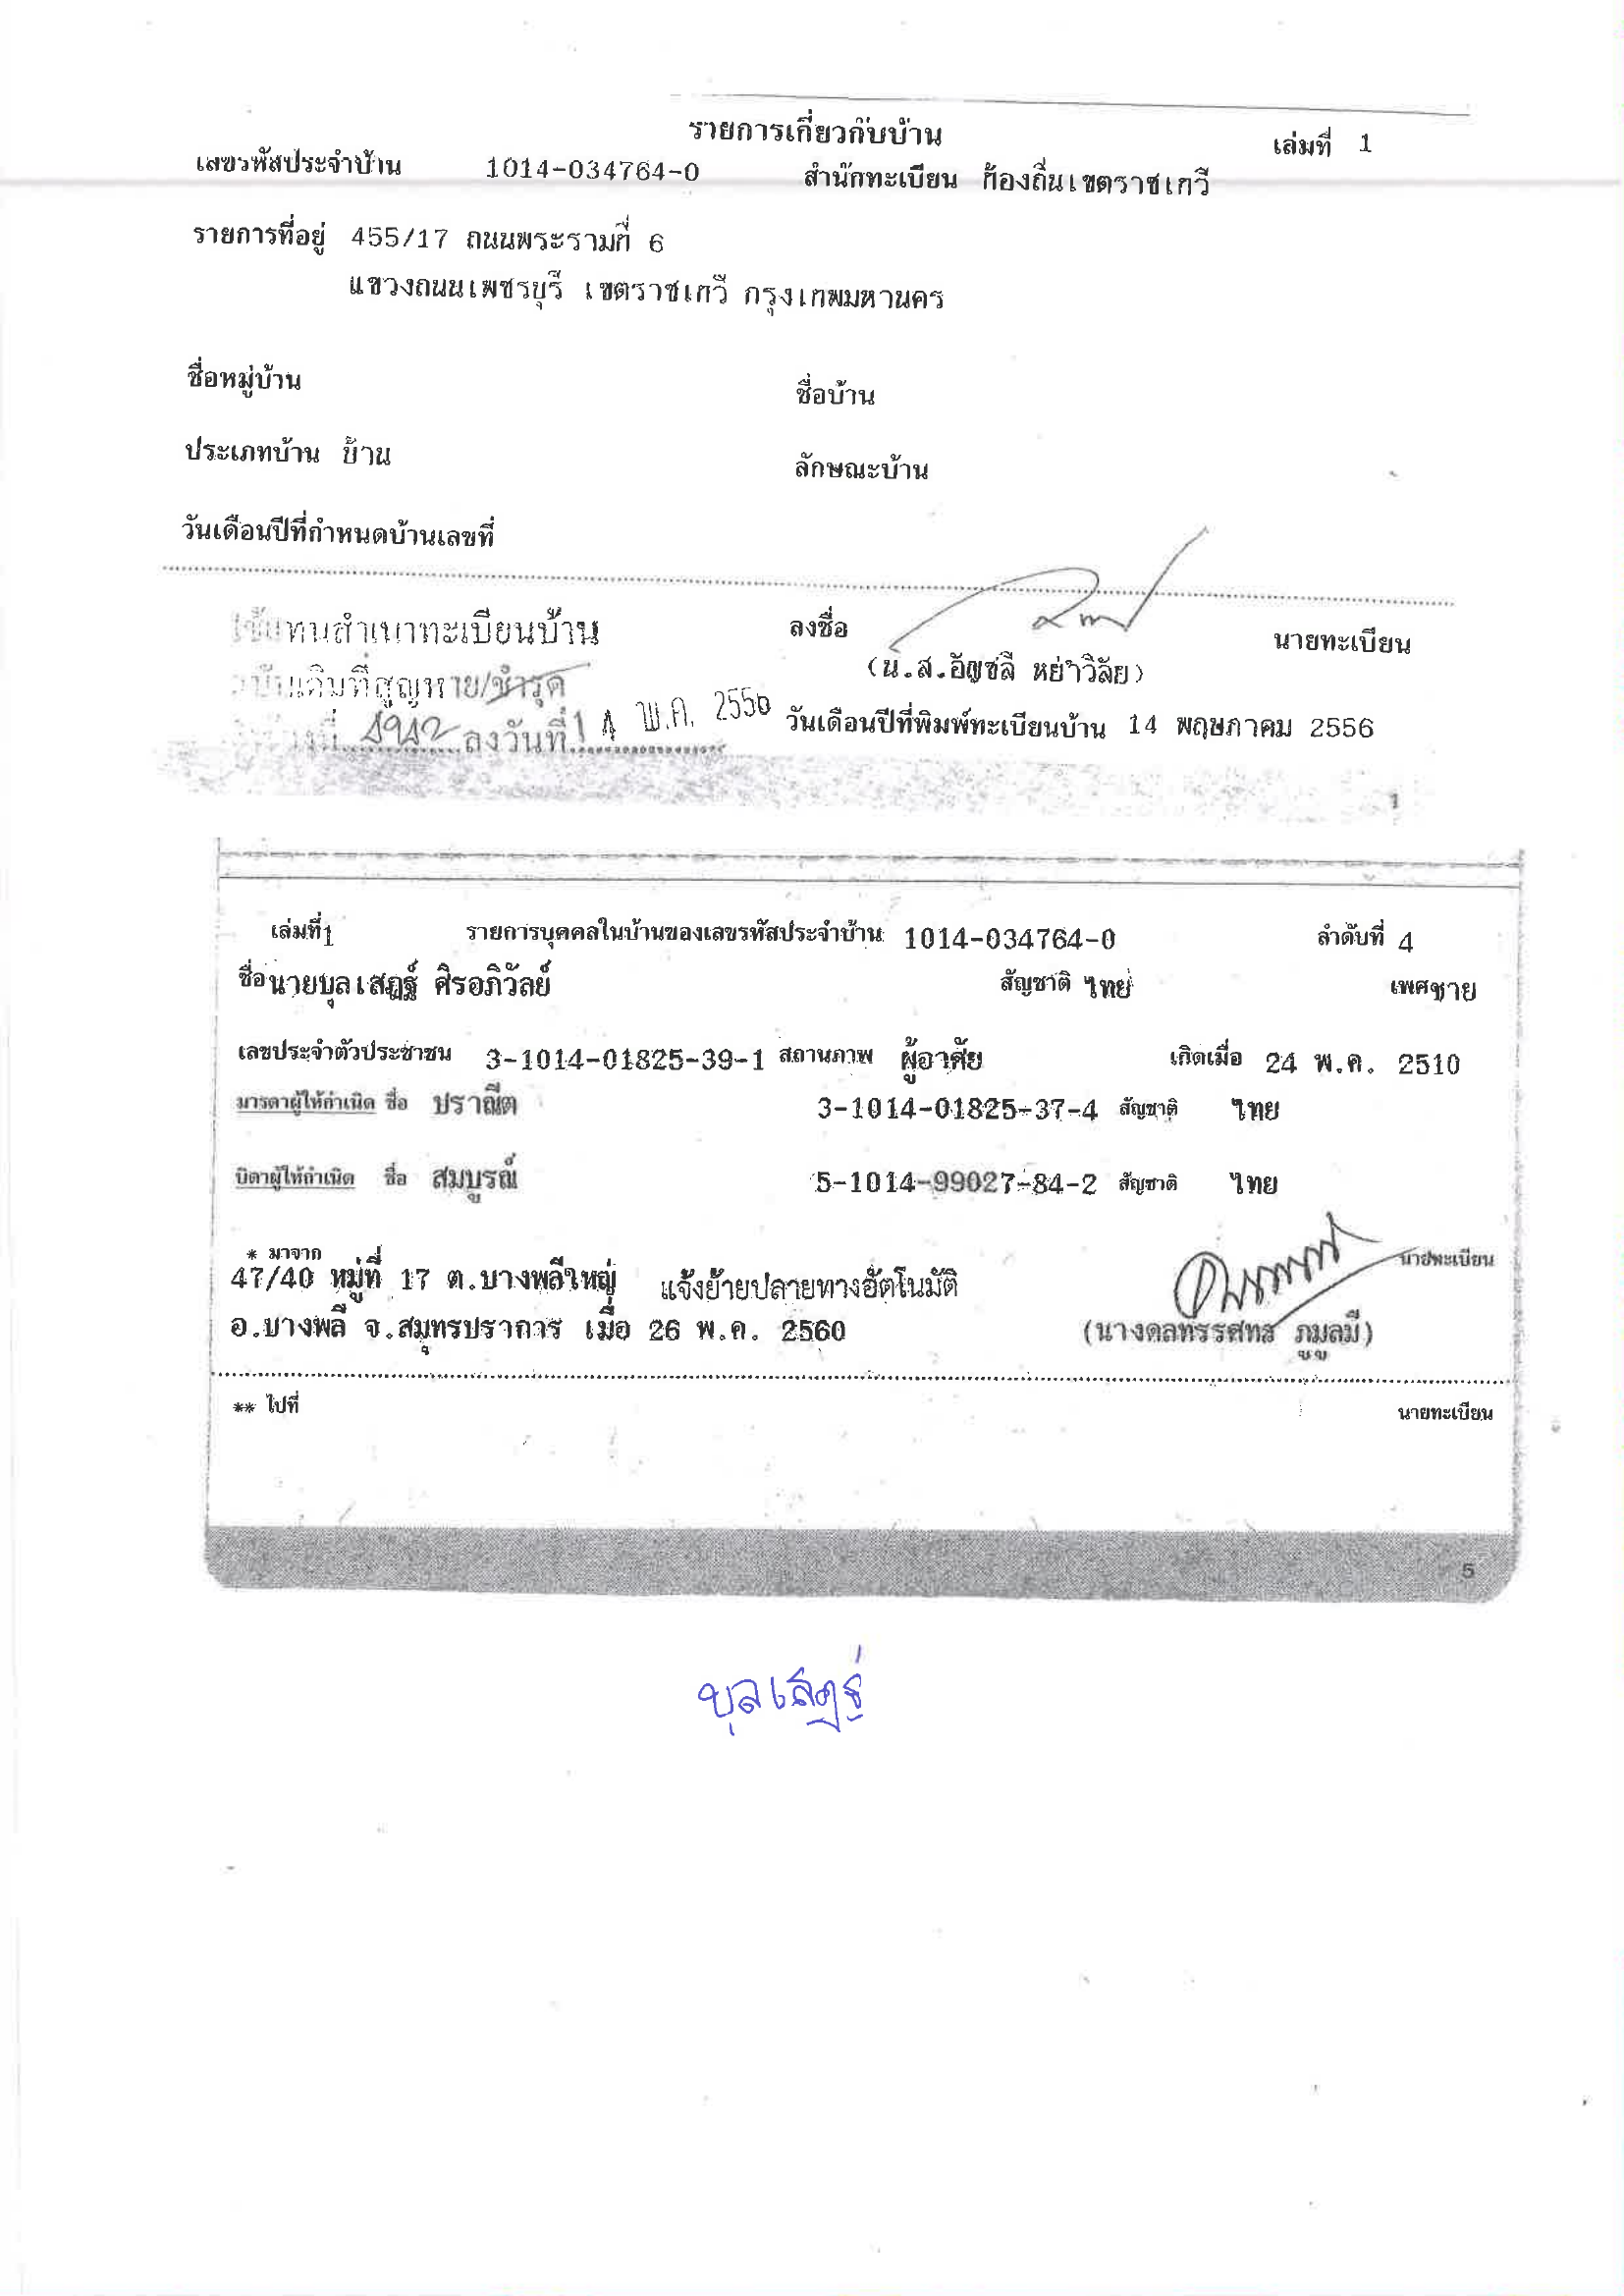 รายการเกี่ยวกับบ้าน เล่มที่ 1
เลขรหัสประจำบ้าน 1014-034764-0 สำนักทะเบียน ท้องถิ่นเขตราชเทวี
รายการที่อยู่ 455/17 ถนนพระรามที่ 6
แขวงถนนเพชรบุรี เขตราชเทวี กรุงเทพมหานคร
ชื่อหมู่บ้าน ชื่อบ้าน
ประเภทบ้าน บ้าน ลักษณะบ้าน
วันเดือนปีที่กำหนดบ้านเลขที่
ใช้แทนสำเนาทะเบียนบ้าน ลงชื่อ นายทะเบียน
ฉบับเดิมที่สูญหาย/ชำรุด (น.ส.อัญชลี หย่าวิลัย)
ลงวันที่ 14 พ.ค. 2556 วันเดือนปีที่พิมพ์ทะเบียนบ้าน 14 พฤษภาคม 2556
1
เล่มที่ 1 รายการบุคคลในบ้านของเลขรหัสประจำบ้าน 1014-034764-0 ลำดับที่ 4
ชื่อ นายบุลเสฏฐ์ ศิรอภิวัลย์ สัญชาติ ไทย เพศ ชาย
เลขประจำตัวประชาชน 3-1014-01825-39-1 สถานภาพ ผู้อาศัย เกิดเมื่อ 24 พ.ค. 2510
มารดาผู้ให้กำเนิด ชื่อ ปราณีต 3-1014-01825-37-4 สัญชาติ ไทย
บิดาผู้ให้กำเนิด ชื่อ สมบูรณ์ 5-1014-99027-84-2 สัญชาติ ไทย
* มาจาก
47/40 หมู่ที่ 17 ต.บางพลีใหญ่ แจ้งย้ายปลายทางอัตโนมัติ นายทะเบียน
อ.บางพลี จ.สมุทรปราการ เมื่อ 26 พ.ค. 2560
** ไปที่ นายทะเบียน
5
บุลเสฏฐ์